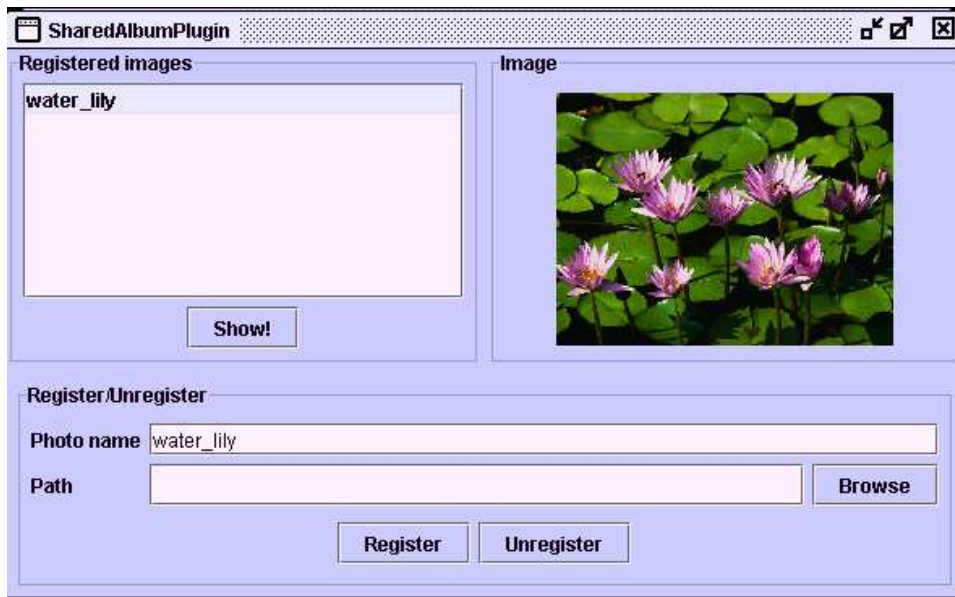 SharedAlbumPlugin
Registered images
Image
water_lily
Show!
Register/Unregister
Photo name water_lily
Path
Browse
Register Unregister